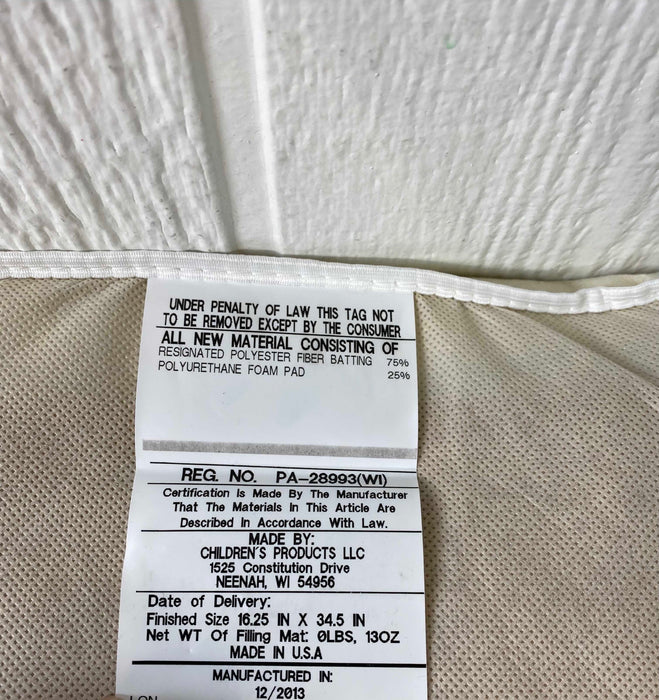 UNDER PENALTY OF LAW THIS TAG NOT
TO BE REMOVED EXCEPT BY THE CONSUMER
ALL NEW MATERIAL CONSISTING OF
RESIGNATED POLYESTER FIBER BATTING 75%
POLYURETHANE FOAM PAD 25%
REG. NO. PA-28993(WI)
Certification Is Made By The Manufacturer
That The Materials In This Article Are
Described In Accordance With Law.
MADE BY:
CHILDREN'S PRODUCTS LLC
1525 Constitution Drive
NEENAH, WI 54956
Date of Delivery:
Finished Size 16.25 IN X 34.5 IN
Net WT Of Filling Mat: 0LBS, 13OZ
MADE IN U.S.A
MANUFACTURED IN:
12/2013